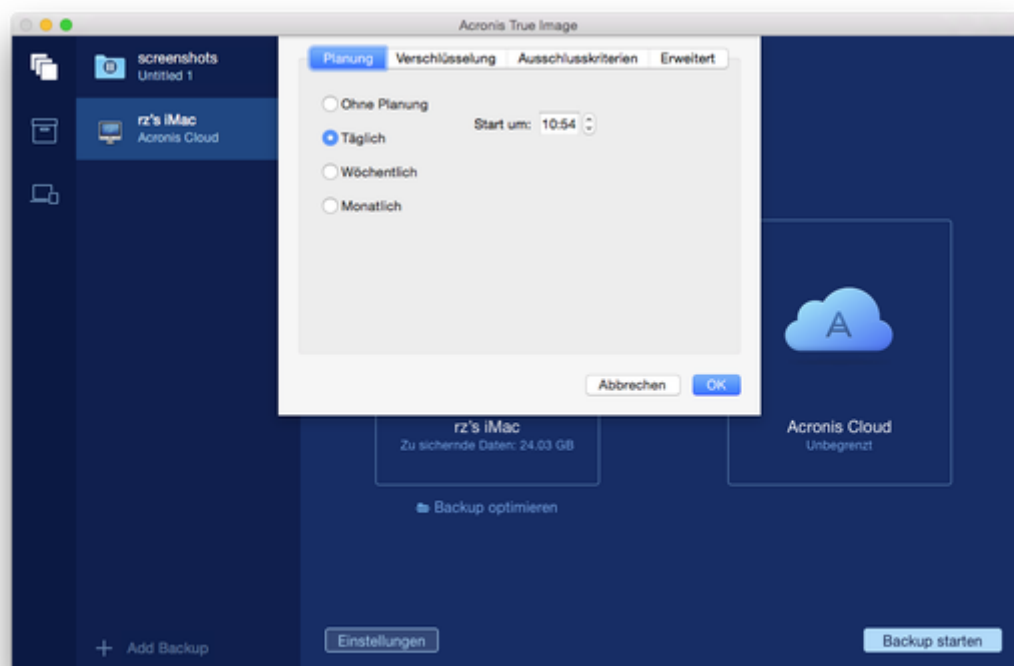 Acronis True Image
screenshots
Untitled 1
rz's iMac
Acronis Cloud
Planung Verschlüsselung Ausschlusskriterien Erweitert
Ohne Planung
Täglich
Start um: 10:54
Wöchentlich
Monatlich
Abbrechen OK
rz's iMac
Zu sichernde Daten: 24.03 GB
Acronis Cloud
Unbegrenzt
Backup optimieren
Add Backup
Einstellungen
Backup starten